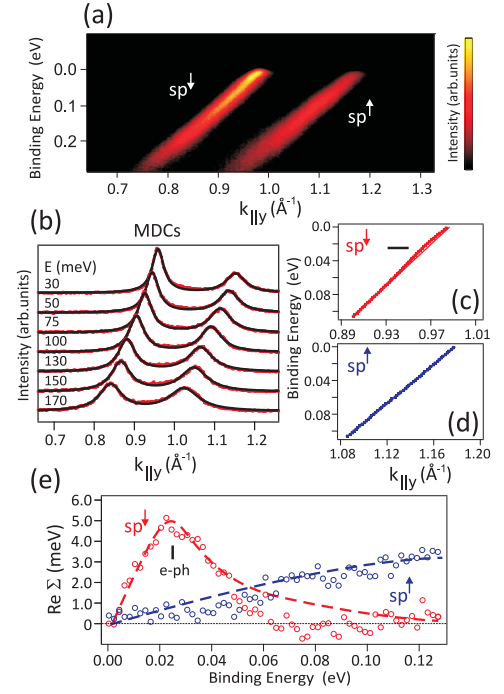 (a)
Binding Energy (eV)
0.0
0.1
0.2
sp↓
sp↑
0.7 0.8 0.9 1.0 1.1 1.2 1.3
k||y (Å⁻¹)
Intensity (arb.units)
(b)
MDCs
Intensity (arb.units)
E (meV)
30
50
75
100
130
150
170
0.7 0.8 0.9 1.0 1.1 1.2
k||y (Å⁻¹)
sp↓
0.0
0.04
0.08
(c)
0.89 0.93 0.97 1.01
Binding Energy (eV)
sp↑
0.0
0.04
0.08
(d)
1.08 1.12 1.16 1.20
k||y (Å⁻¹)
(e)
Re Σ (meV)
6.0
5.0
4.0
3.0
2.0
1.0
0
sp↓
e-ph
sp↑
0.0 0.02 0.04 0.06 0.08 0.10 0.12
Binding Energy (eV)